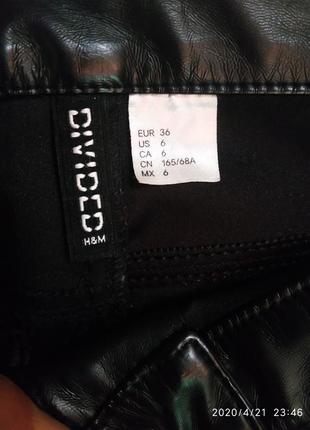 DIVIDED
H&M
EUR 36
US 6
CA 6
CN 165/68A
MX 6
2020/4/21 23:46